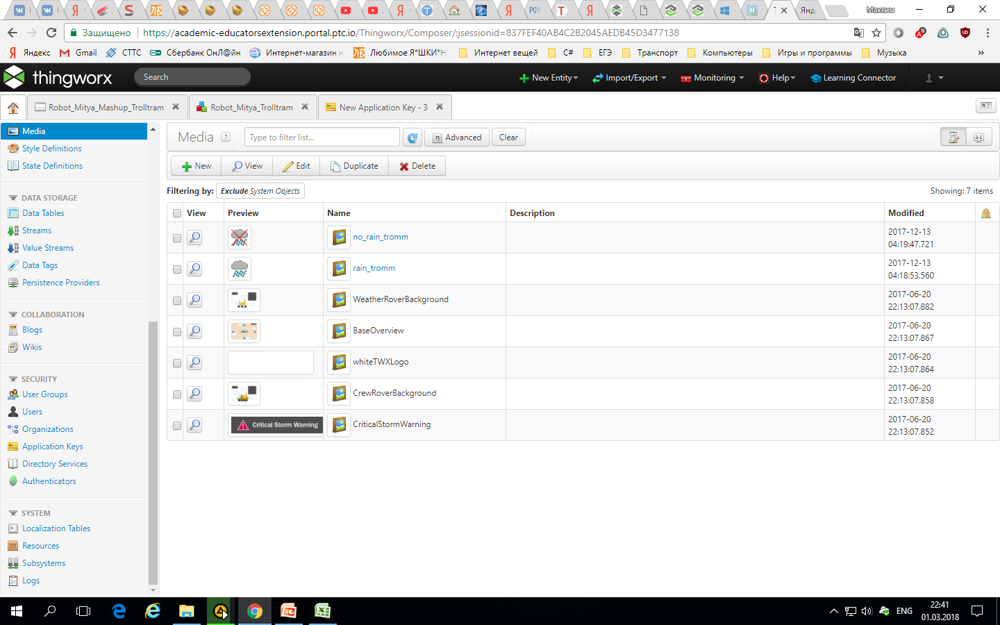 Янд
Максим
Защищено
https://academic-educatorsextension.portal.ptc.io/Thingworx/Composer/;jsessionid=837FEF40AB4C2B2045AEDB45D3477138
Яндекс
Gmail
СТТС
Сбербанк ОнЛ@йн
Интернет-магазин н
Любимое Я*ШКИ*Н
Интернет вещей
C#
ЕГЭ
Транспорт
Компьютеры
Игры и программы
Музыка
»
thingworx
Search
New Entity
Import/Export
Monitoring
Help
Learning Connector
Robot_Mitya_Mashup_Trolltram
Robot_Mitya_Trolltram
New Application Key - 3
Media
Style Definitions
State Definitions
DATA STORAGE
Data Tables
Streams
Value Streams
Data Tags
Persistence Providers
COLLABORATION
Blogs
Wikis
SECURITY
User Groups
Users
Organizations
Application Keys
Directory Services
Authenticators
SYSTEM
Localization Tables
Resources
Subsystems
Logs
Media
?
Type to filter list...
Advanced
Clear
New
View
Edit
Duplicate
Delete
Filtering by: Exclude System Objects
Showing: 7 items
View Preview Name Description Modified
no_rain_tromm 2017-12-13
04:19:47.721
rain_tromm 2017-12-13
04:18:53.560
WeatherRoverBackground 2017-06-20
22:13:07.882
BaseOverview 2017-06-20
22:13:07.867
whiteTWXLogo 2017-06-20
22:13:07.864
CrewRoverBackground 2017-06-20
22:13:07.858
Critical Storm Warning CriticalStormWarning 2017-06-20
22:13:07.852
ENG
22:41
01.03.2018